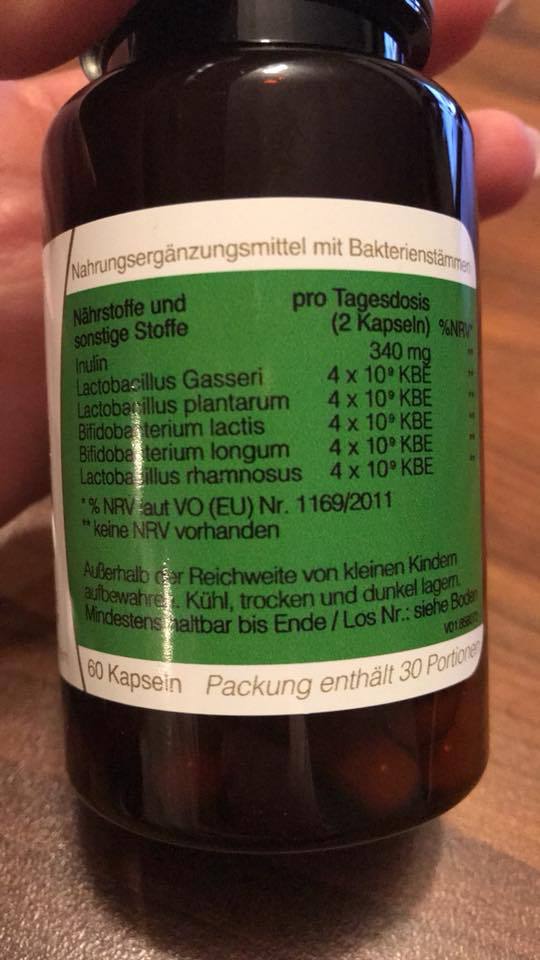 Nahrungsergänzungsmittel mit Bakterienstämmen
Nährstoffe und sonstige Stoffe pro Tagesdosis (2 Kapseln) %NRV*
Inulin 340 mg **
Lactobacillus Gasseri 4 x 10⁹ KBE **
Lactobacillus plantarum 4 x 10⁹ KBE **
Bifidobakterium lactis 4 x 10⁹ KBE **
Bifidobakterium longum 4 x 10⁹ KBE **
Lactobacillus rhamnosus 4 x 10⁹ KBE
* % NRV laut VO (EU) Nr. 1169/2011
** keine NRV vorhanden
Außerhalb der Reichweite von kleinen Kindern
aufbewahren. Kühl, trocken und dunkel lagern.
Mindestens haltbar bis Ende / Los Nr.: siehe Boden
60 Kapseln Packung enthält 30 Portionen